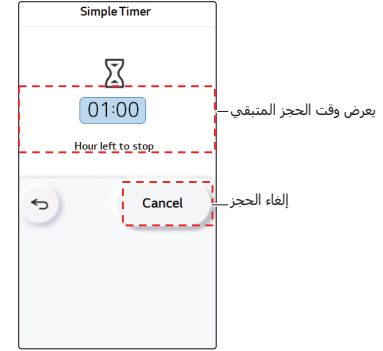 Simple Timer
01:00
يعرض وقت الحجز المتبقي
Hour left to stop
Cancel
إلغاء الحجز